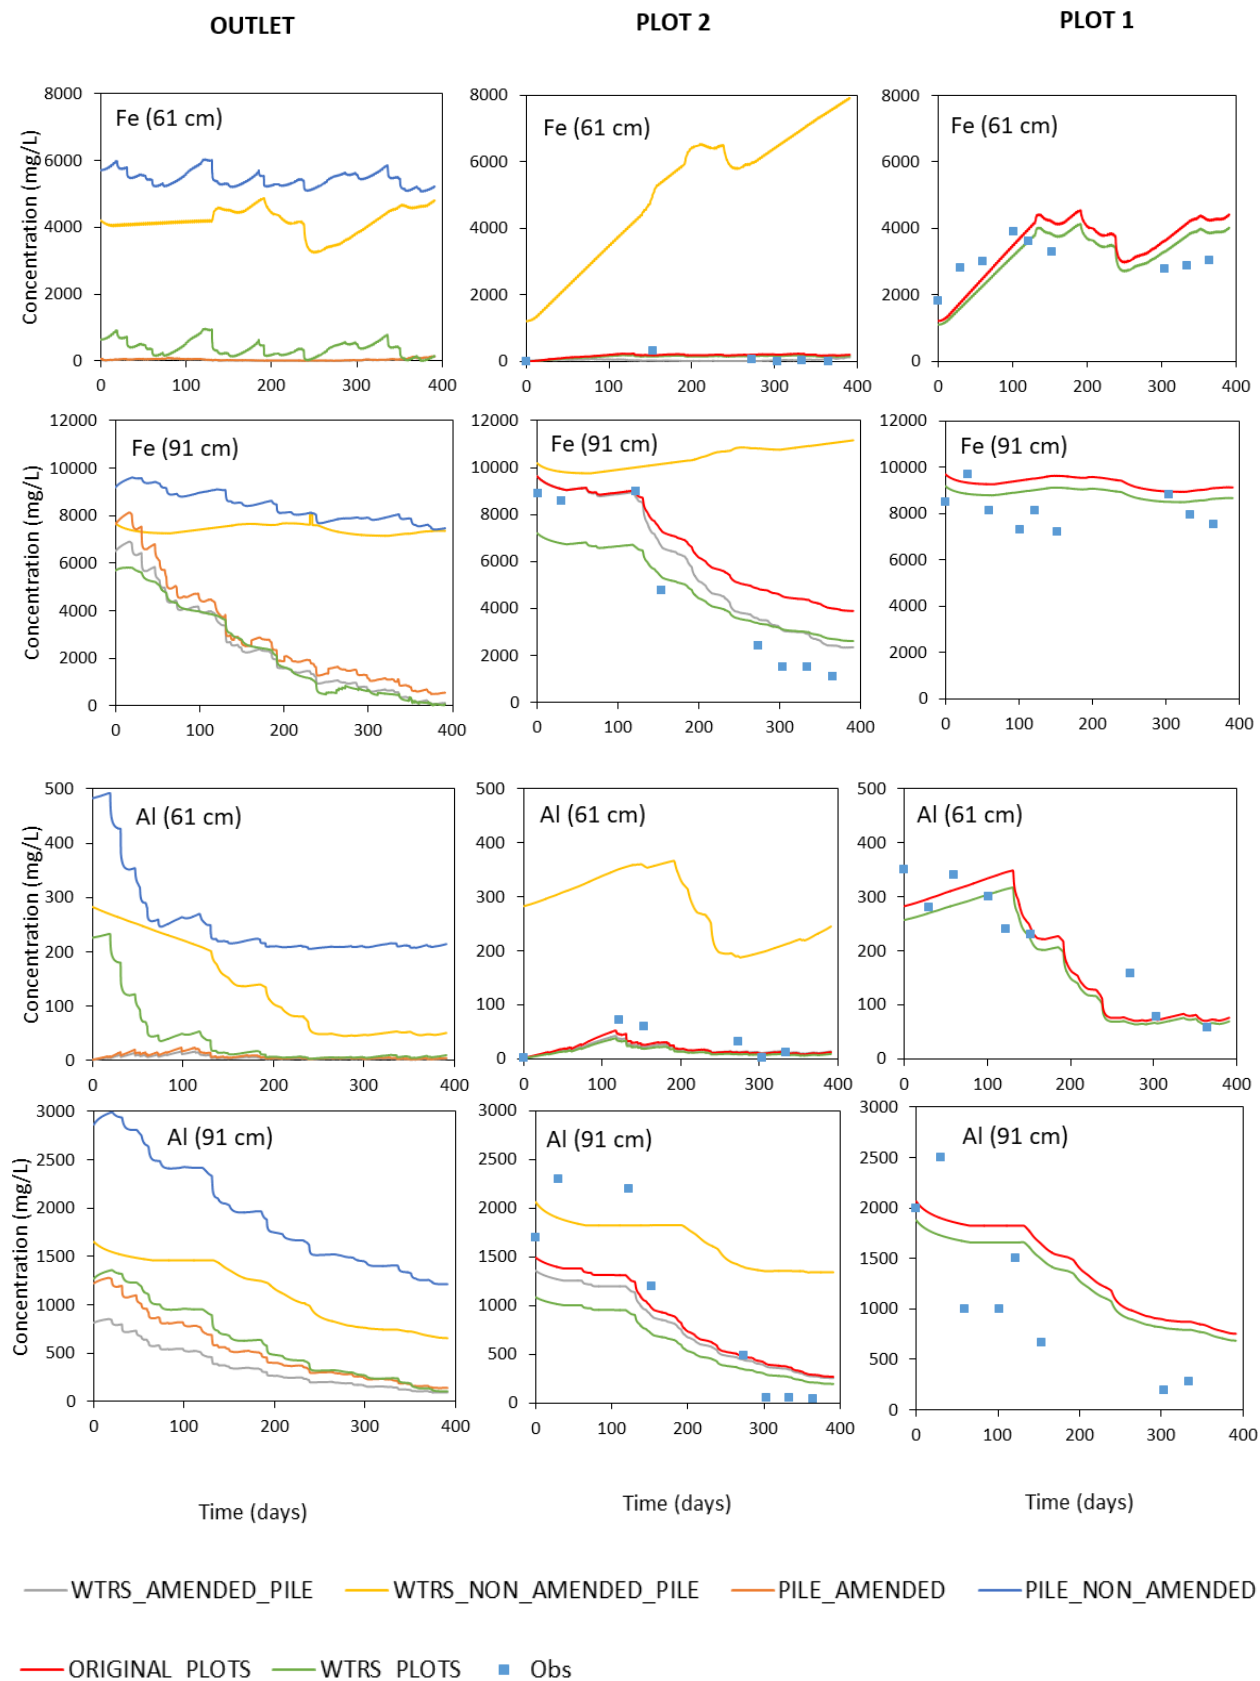 OUTLET PLOT 2 PLOT 1
Fe (61 cm) Fe (61 cm) Fe (61 cm)
Concentration (mg/L)
8000 6000 4000 2000 0
0 100 200 300 400
8000 6000 4000 2000 0
0 100 200 300 400
8000 6000 4000 2000 0
0 100 200 300 400
Fe (91 cm) Fe (91 cm) Fe (91 cm)
Concentration (mg/L)
12000 10000 8000 6000 4000 2000 0
0 100 200 300 400
12000 10000 8000 6000 4000 2000 0
0 100 200 300 400
12000 10000 8000 6000 4000 2000 0
0 100 200 300 400
Al (61 cm) Al (61 cm) Al (61 cm)
Concentration (mg/L)
500 400 300 200 100 0
0 100 200 300 400
500 400 300 200 100 0
0 100 200 300 400
500 400 300 200 100 0
0 100 200 300 400
Al (91 cm) Al (91 cm) Al (91 cm)
Concentration (mg/L)
3000 2500 2000 1500 1000 500 0
0 100 200 300 400
3000 2500 2000 1500 1000 500 0
0 100 200 300 400
3000 2500 2000 1500 1000 500 0
0 100 200 300 400
Time (days) Time (days) Time (days)
WTRS_AMENDED_PILE WTRS_NON_AMENDED_PILE PILE_AMENDED PILE_NON_AMENDED
ORIGINAL PLOTS WTRS PLOTS Obs